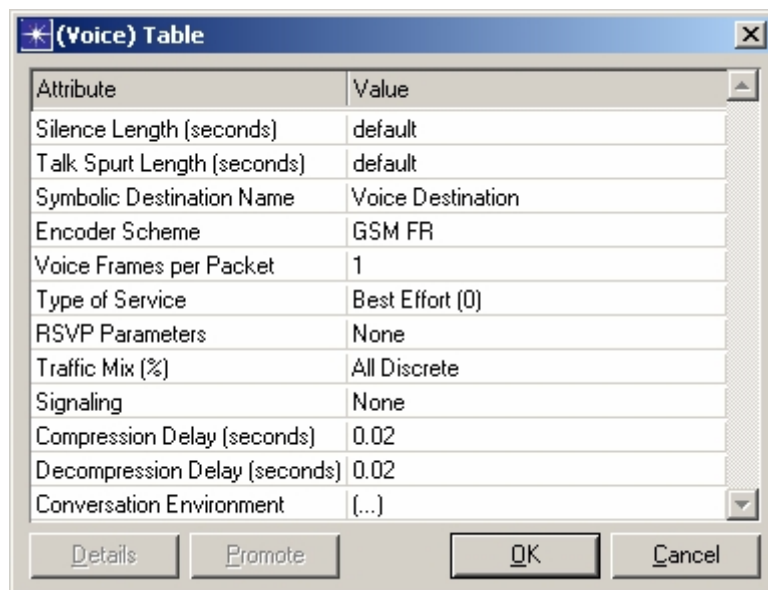 (Voice) Table
Attribute Value
Silence Length (seconds) default
Talk Spurt Length (seconds) default
Symbolic Destination Name Voice Destination
Encoder Scheme GSM FR
Voice Frames per Packet 1
Type of Service Best Effort (0)
RSVP Parameters None
Traffic Mix (%) All Discrete
Signaling None
Compression Delay (seconds) 0.02
Decompression Delay (seconds) 0.02
Conversation Environment (...)
Details Promote OK Cancel